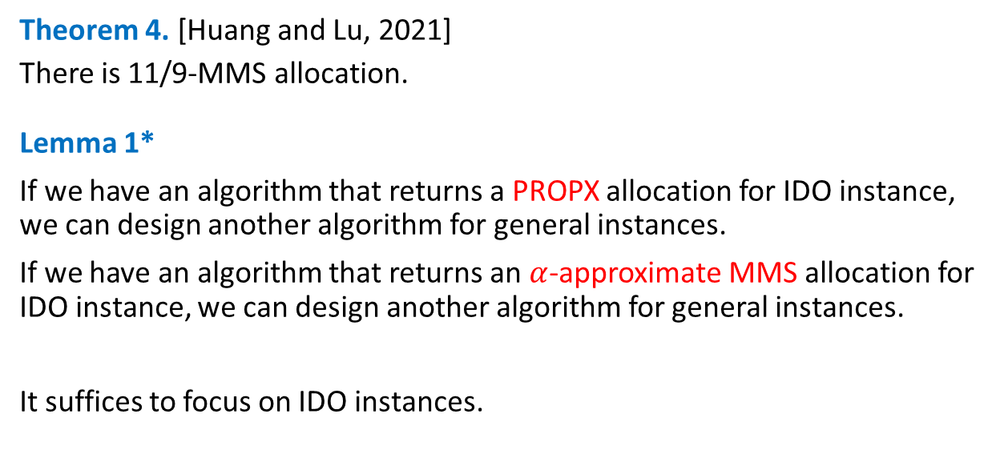 Theorem 4. [Huang and Lu, 2021]
There is 11/9-MMS allocation.
Lemma 1*
If we have an algorithm that returns a PROPX allocation for IDO instance,
we can design another algorithm for general instances.
If we have an algorithm that returns an 𝛼-approximate MMS allocation for
IDO instance, we can design another algorithm for general instances.
It suffices to focus on IDO instances.